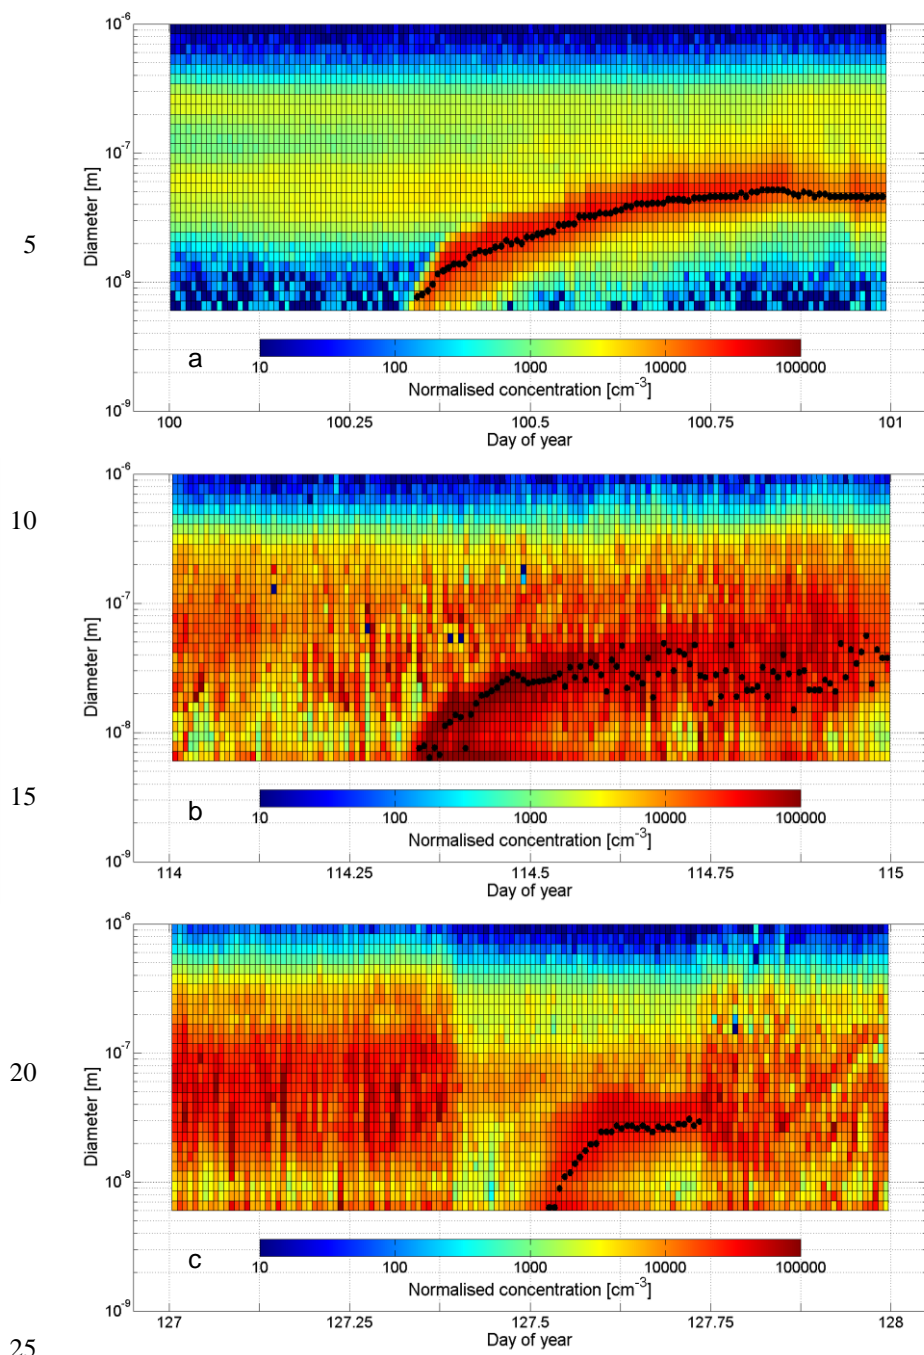 10^-6
10^-7
Diameter [m]
5
10^-8
a
10 100 1000 10000 100000
Normalised concentration [cm^-3]
10^-9
100 100.25 100.5 100.75 101
Day of year
10^-6
10
10^-7
Diameter [m]
10^-8
15
b
10 100 1000 10000 100000
Normalised concentration [cm^-3]
10^-9
114 114.25 114.5 114.75 115
Day of year
10^-6
20
10^-7
Diameter [m]
10^-8
c
10 100 1000 10000 100000
Normalised concentration [cm^-3]
10^-9
127 127.25 127.5 127.75 128
Day of year
25